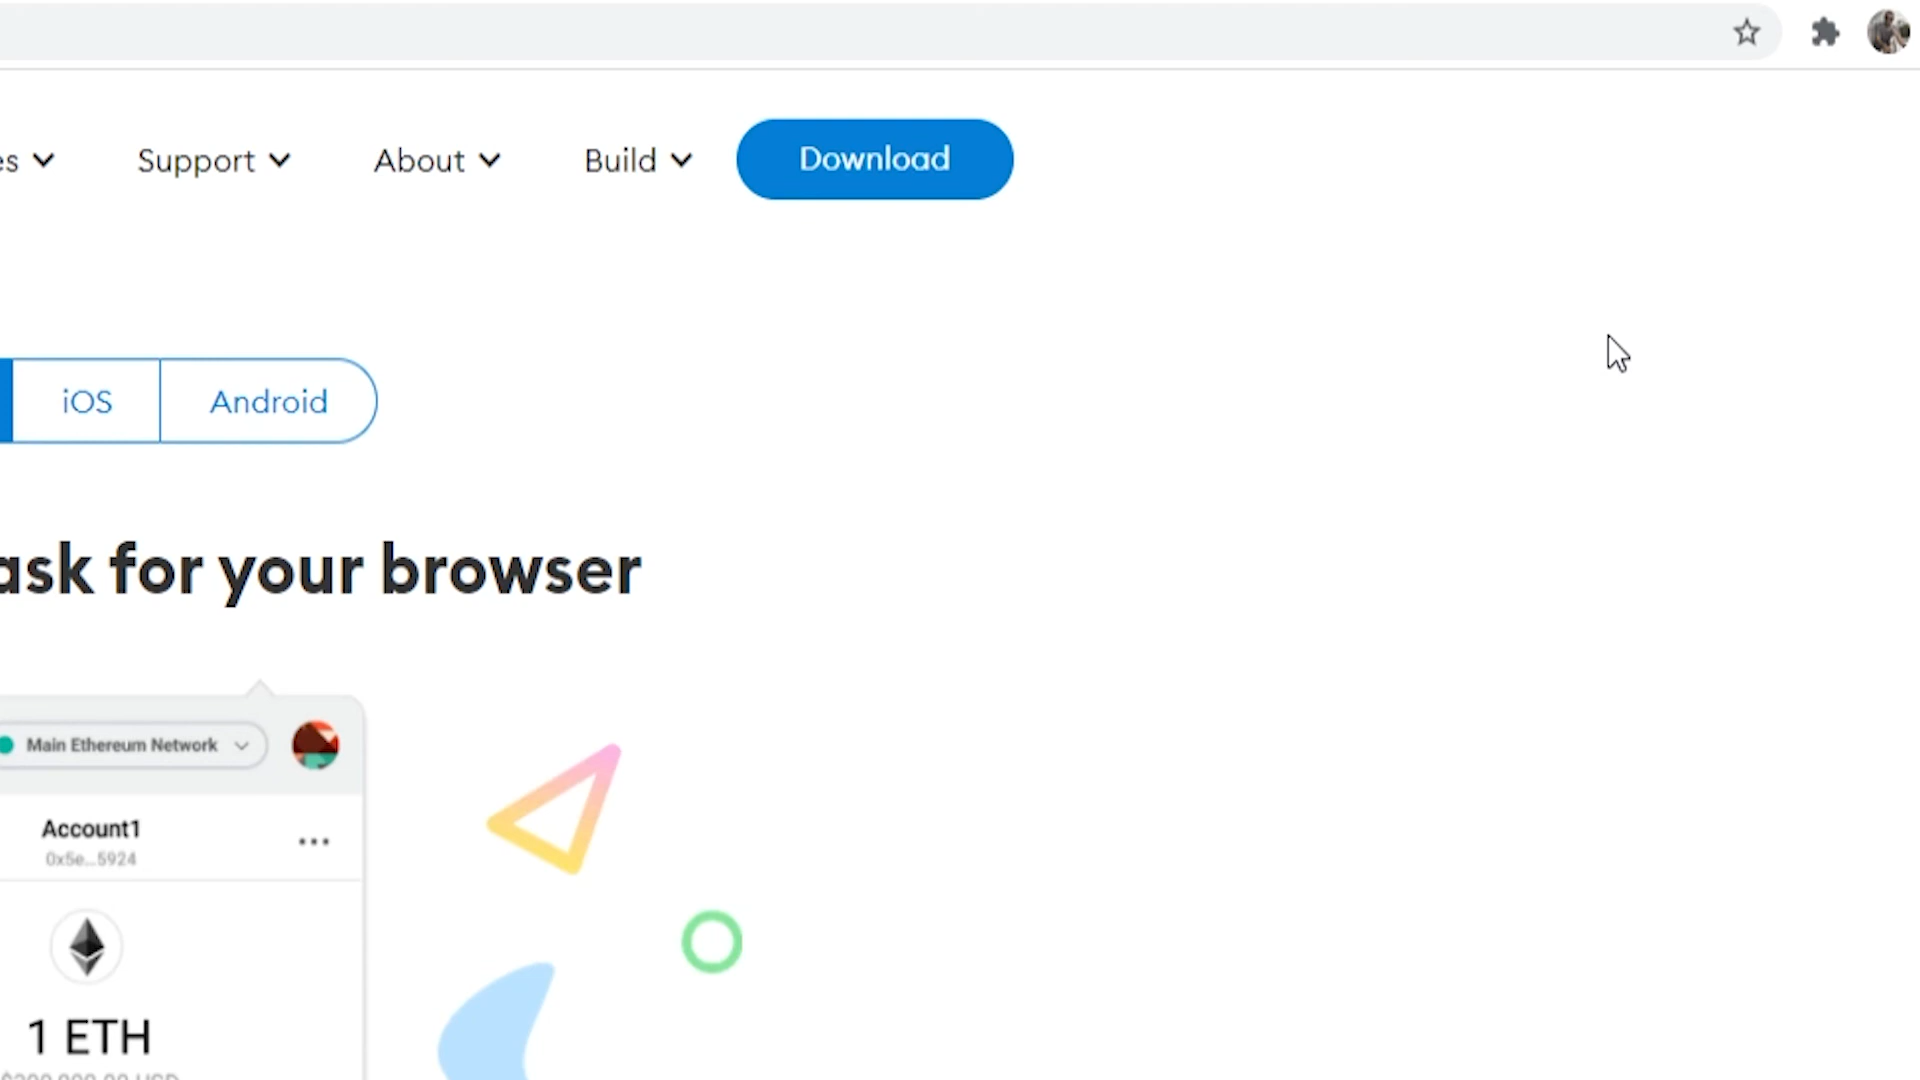 es
Support
About
Build
Download
iOS
Android
ask for your browser
Main Ethereum Network
Account1
0x5e...5924
1 ETH